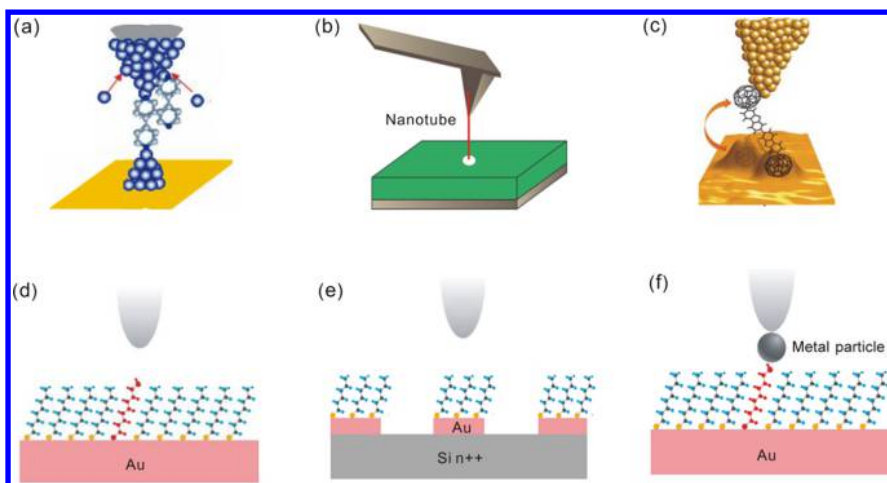 (a)
(b)
(c)
Nanotube
(d)
(e)
(f)
Metal particle
Au
Au
Si n++
Au